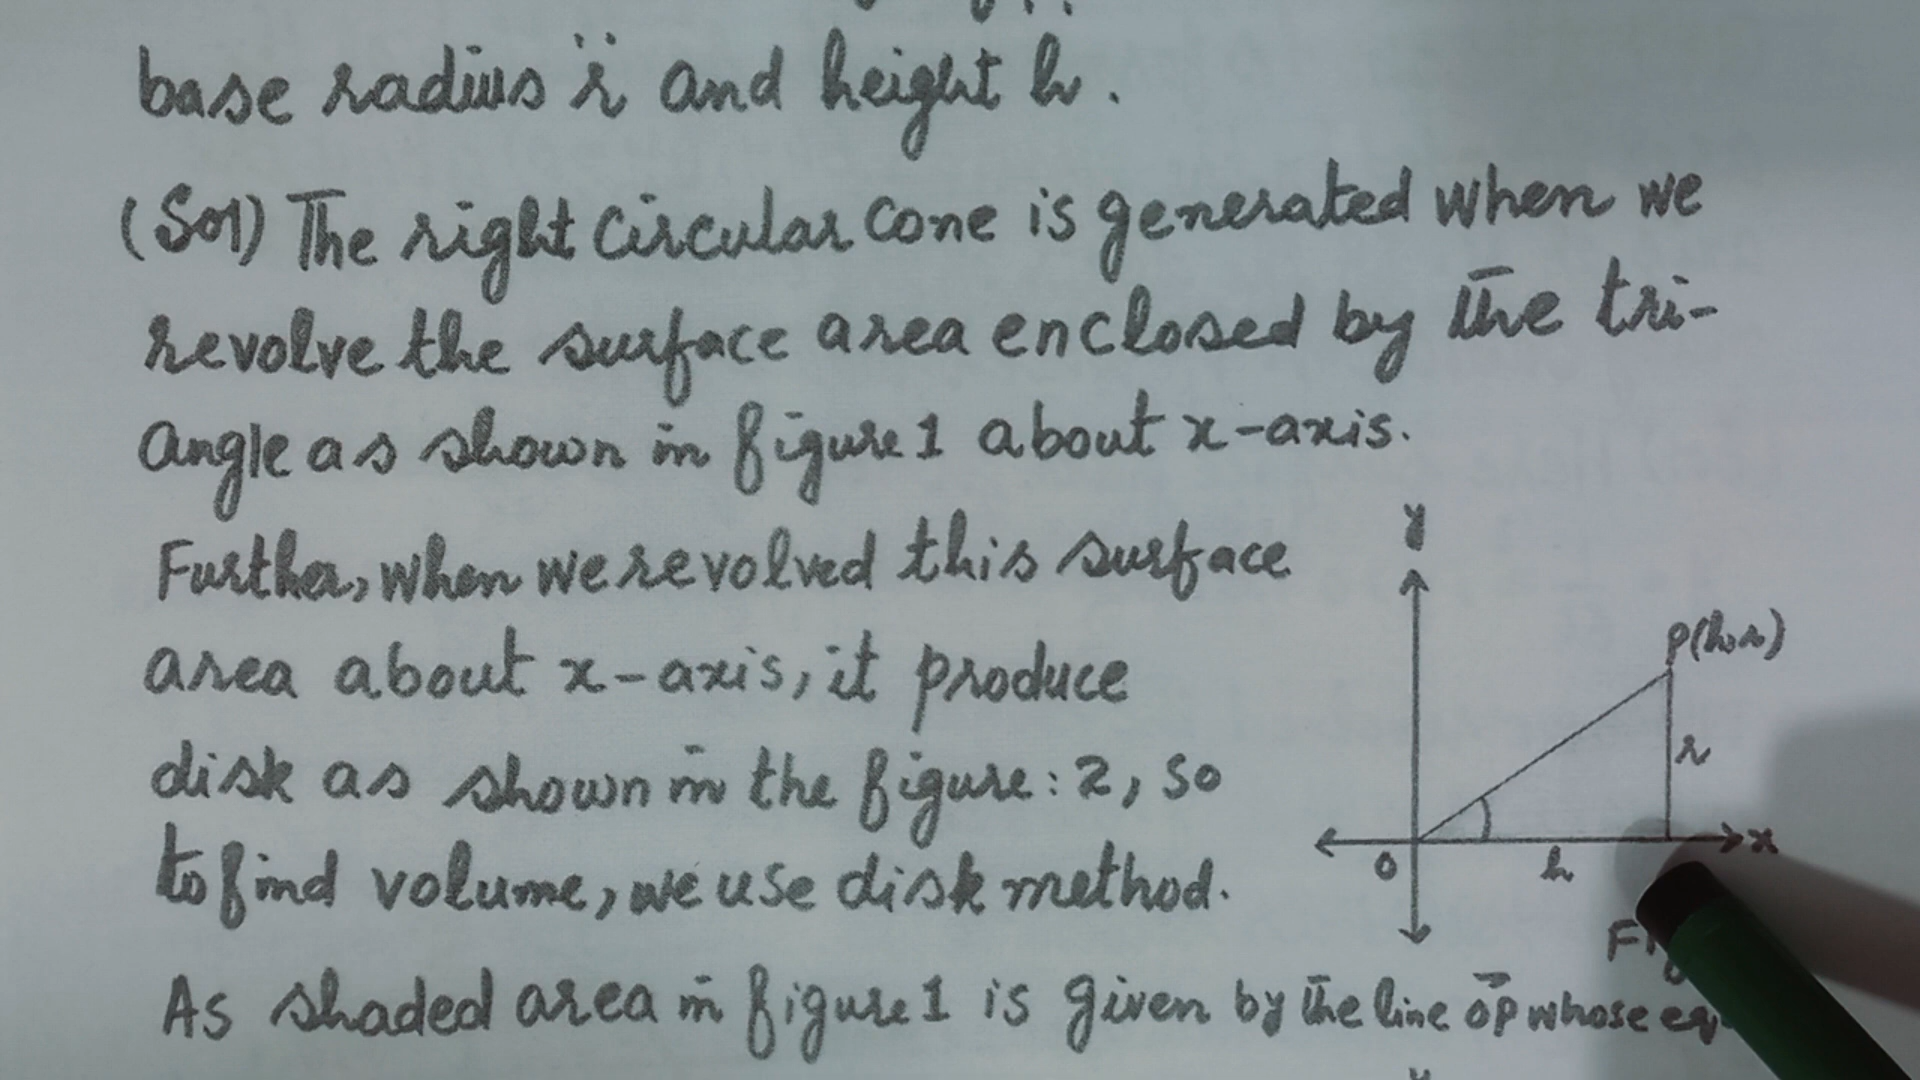 base radius 'r' and height h.
(Sol) The right circular cone is generated when we
revolve the surface area enclosed by the tri-
angle as shown in figure 1 about x-axis.
Further, when we revolved this surface
area about x-axis, it produce
disk as shown in the figure: 2, so
to find volume, we use disk method.
As shaded area in figure 1 is given by the line OP whose
y
P(h,r)
r
x
O
h